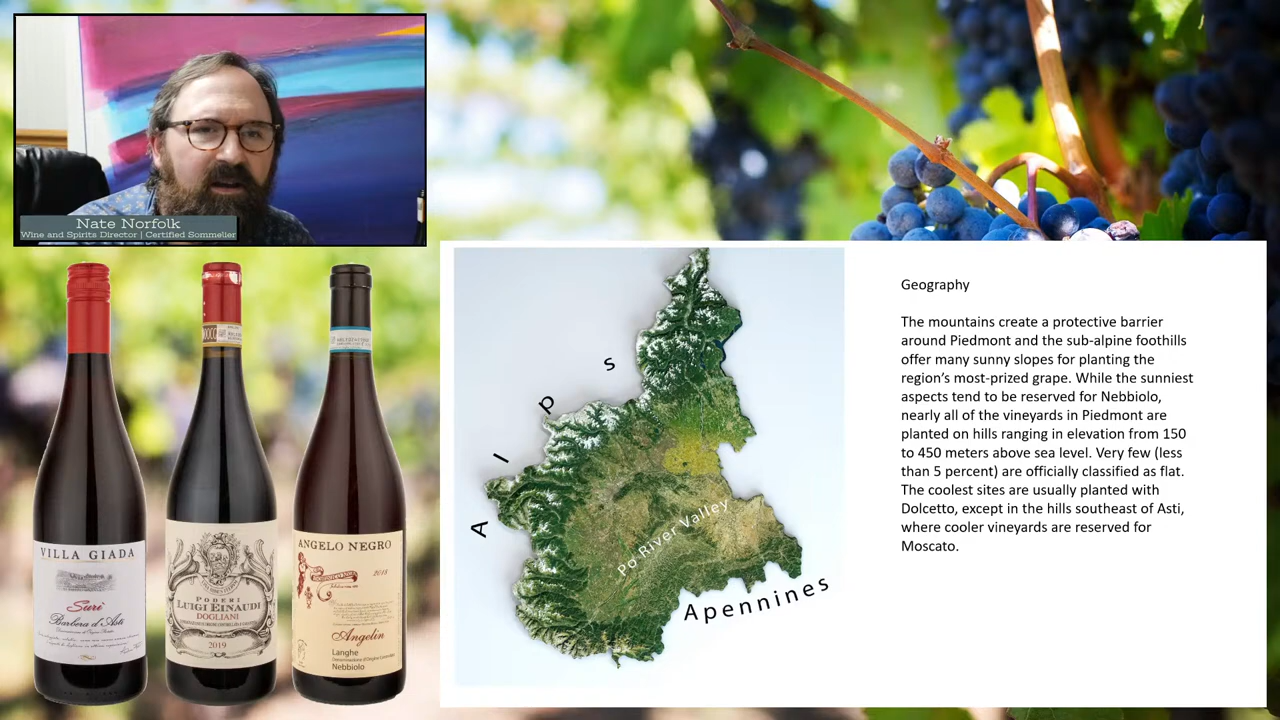 Nate Norfolk
Wine and Spirits Director | Certified Sommelier
VILLA GIADA
Surì
Barbera d'Asti
PODERI
LUIGI EINAUDI
DOGLIANI
2019
ANGELO NEGRO
2018
Angelin
Langhe
Nebbiolo
Alps
Po River Valley
Apennines
Geography
The mountains create a protective barrier
around Piedmont and the sub-alpine foothills
offer many sunny slopes for planting the
region's most-prized grape. While the sunniest
aspects tend to be reserved for Nebbiolo,
nearly all of the vineyards in Piedmont are
planted on hills ranging in elevation from 150
to 450 meters above sea level. Very few (less
than 5 percent) are officially classified as flat.
The coolest sites are usually planted with
Dolcetto, except in the hills southeast of Asti,
where cooler vineyards are reserved for
Moscato.